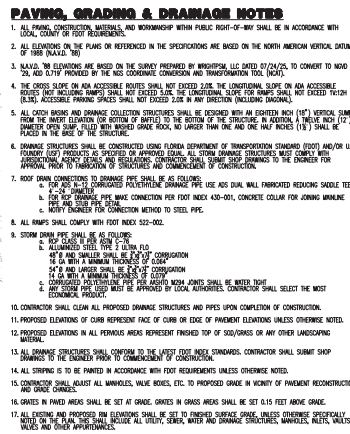 PAVING, GRADING & DRAINAGE NOTES
1. ALL PAVING, CONSTRUCTION, MATERIALS, AND WORKMANSHIP WITHIN PUBLIC RIGHT-OF-WAY SHALL BE IN ACCORDANCE WITH
LOCAL, COUNTY OR FDOT REQUIREMENTS.
2. ALL ELEVATIONS ON THE PLANS OR REFERENCED IN THE SPECIFICATIONS ARE BASED ON THE NORTH AMERICAN VERTICAL DATUM
OF 1988 (N.A.V.D. '88)
3. N.A.V.D. '88 ELEVATIONS ARE BASED ON THE SURVEY PREPARED BY WRIGHTPSM, LLC DATED 07/24/25, TO CONVERT TO NGVD
'29, ADD 0.719' PROVIDED BY THE NGS COORDINATE CONVERSION AND TRANSFORMATION TOOL (NCAT).
4. THE CROSS SLOPE ON ADA ACCESSIBLE ROUTES SHALL NOT EXCEED 2.0%. THE LONGITUDINAL SLOPE ON ADA ACCESSIBLE
ROUTES (NOT INCLUDING RAMPS) SHALL NOT EXCEED 5.0%. THE LONGITUDINAL SLOPE FOR RAMPS SHALL NOT EXCEED 1V:12H
(8.3%). ACCESSIBLE PARKING SPACES SHALL NOT EXCEED 2.0% IN ANY DIRECTION (INCLUDING DIAGONAL).
5. ALL CATCH BASINS AND DRAINAGE COLLECTION STRUCTURES SHALL BE DESIGNED WITH AN EIGHTEEN INCH (18") VERTICAL SUMP
FROM THE INVERT ELEVATION (OR BOTTOM OF BAFFLE) TO THE BOTTOM OF THE STRUCTURE. IN ADDITION, A TWELVE INCH (12"
DIAMETER OPEN SUMP, FILLED WITH WASHED GRADE ROCK, NO LARGER THAN ONE AND ONE HALF INCHES (1½") SHALL BE
PLACED IN THE BASE OF THE STRUCTURE.
6. DRAINAGE STRUCTURES SHALL BE CONSTRUCTED USING FLORIDA DEPARTMENT OF TRANSPORTATION STANDARD (FDOT) AND/OR U.
FOUNDRY (USF) PRODUCTS AS SPECIFIED OR APPROVED EQUAL. ALL STORM DRAINAGE STRUCTURES MUST COMPLY WITH
JURISDICTIONAL AGENCY DETAILS AND REGULATIONS. CONTRACTOR SHALL SUBMIT SHOP DRAWINGS TO THE ENGINEER FOR
APPROVAL PRIOR TO FABRICATION OF STRUCTURES AND COMMENCEMENT OF CONSTRUCTION.
7. ROOF DRAIN CONNECTIONS TO DRAINAGE PIPE SHALL BE AS FOLLOWS:
a. FOR ADS N-12 CORRUGATED POLYETHYLENE DRAINAGE PIPE USE ADS DUAL WALL FABRICATED REDUCING SADDLE TEE
4"-24" DIAMETER
b. FOR RCP DRAINAGE PIPE MAKE CONNECTION PER FDOT INDEX 430-001, CONCRETE COLLAR FOR JOINING MAINLINE
PIPE AND STUB PIPE DETAIL.
c. NOTIFY ENGINEER FOR CONNECTION METHOD TO STEEL PIPE.
8. ALL RAMPS SHALL COMPLY WITH FDOT INDEX 522-002.
9. STORM DRAIN PIPE SHALL BE AS FOLLOWS:
a. RCP CLASS III PER ASTM C-76
b. ALUMINIZED STEEL TYPE 2 ULTRA FLO
48"Ø AND SMALLER SHALL BE CORRUGATION
16 GA WITH A MINIMUM THICKNESS OF 0.064"
54"Ø AND LARGER SHALL BE CORRUGATION
14 GA WITH A MINIMUM THICKNESS OF 0.079"
c. CORRUGATED POLYETHYLENE PIPE PER ASHTO M294 JOINTS SHALL BE WATER TIGHT
d. ANY STORM PIPE USED MUST BE APPROVED BY LOCAL AUTHORITIES. CONTRACTOR SHALL SELECT THE MOST
ECONOMICAL PRODUCT.
10. CONTRACTOR SHALL CLEAN ALL PROPOSED DRAINAGE STRUCTURES AND PIPES UPON COMPLETION OF CONSTRUCTION.
11. PROPOSED ELEVATIONS OF CURB REPRESENT FACE OF CURB OR EDGE OF PAVEMENT ELEVATIONS UNLESS OTHERWISE NOTED.
12. PROPOSED ELEVATIONS IN ALL PERVIOUS AREAS REPRESENT FINISHED TOP OF SOD/GRASS OR ANY OTHER LANDSCAPING
MATERIAL.
13. ALL DRAINAGE STRUCTURES SHALL CONFORM TO THE LATEST FDOT INDEX STANDARDS. CONTRACTOR SHALL SUBMIT SHOP
DRAWINGS TO THE ENGINEER PRIOR TO COMMENCEMENT OF CONSTRUCTION.
14. ALL STRIPING IS TO BE PAINTED IN ACCORDANCE WITH FDOT REQUIREMENTS UNLESS OTHERWISE NOTED.
15. CONTRACTOR SHALL ADJUST ALL MANHOLES, VALVE BOXES, ETC. TO PROPOSED GRADE IN VICINITY OF PAVEMENT RECONSTRUCTIO
AND GRADE CHANGES.
16. GRATES IN PAVED AREAS SHALL BE SET AT GRADE. GRATES IN GRASS AREAS SHALL BE SET 0.15 FEET ABOVE GRADE.
17. ALL EXISTING AND PROPOSED RIM ELEVATIONS SHALL BE SET TO FINISHED SURFACE GRADE, UNLESS OTHERWISE SPECIFICALLY
NOTED ON THE PLAN. THIS SHALL INCLUDE ALL UTILITY, SEWER, WATER AND DRAINAGE STRUCTURES, MANHOLES, INLETS, VAULTS
VALVES AND OTHER APPURTENANCES.